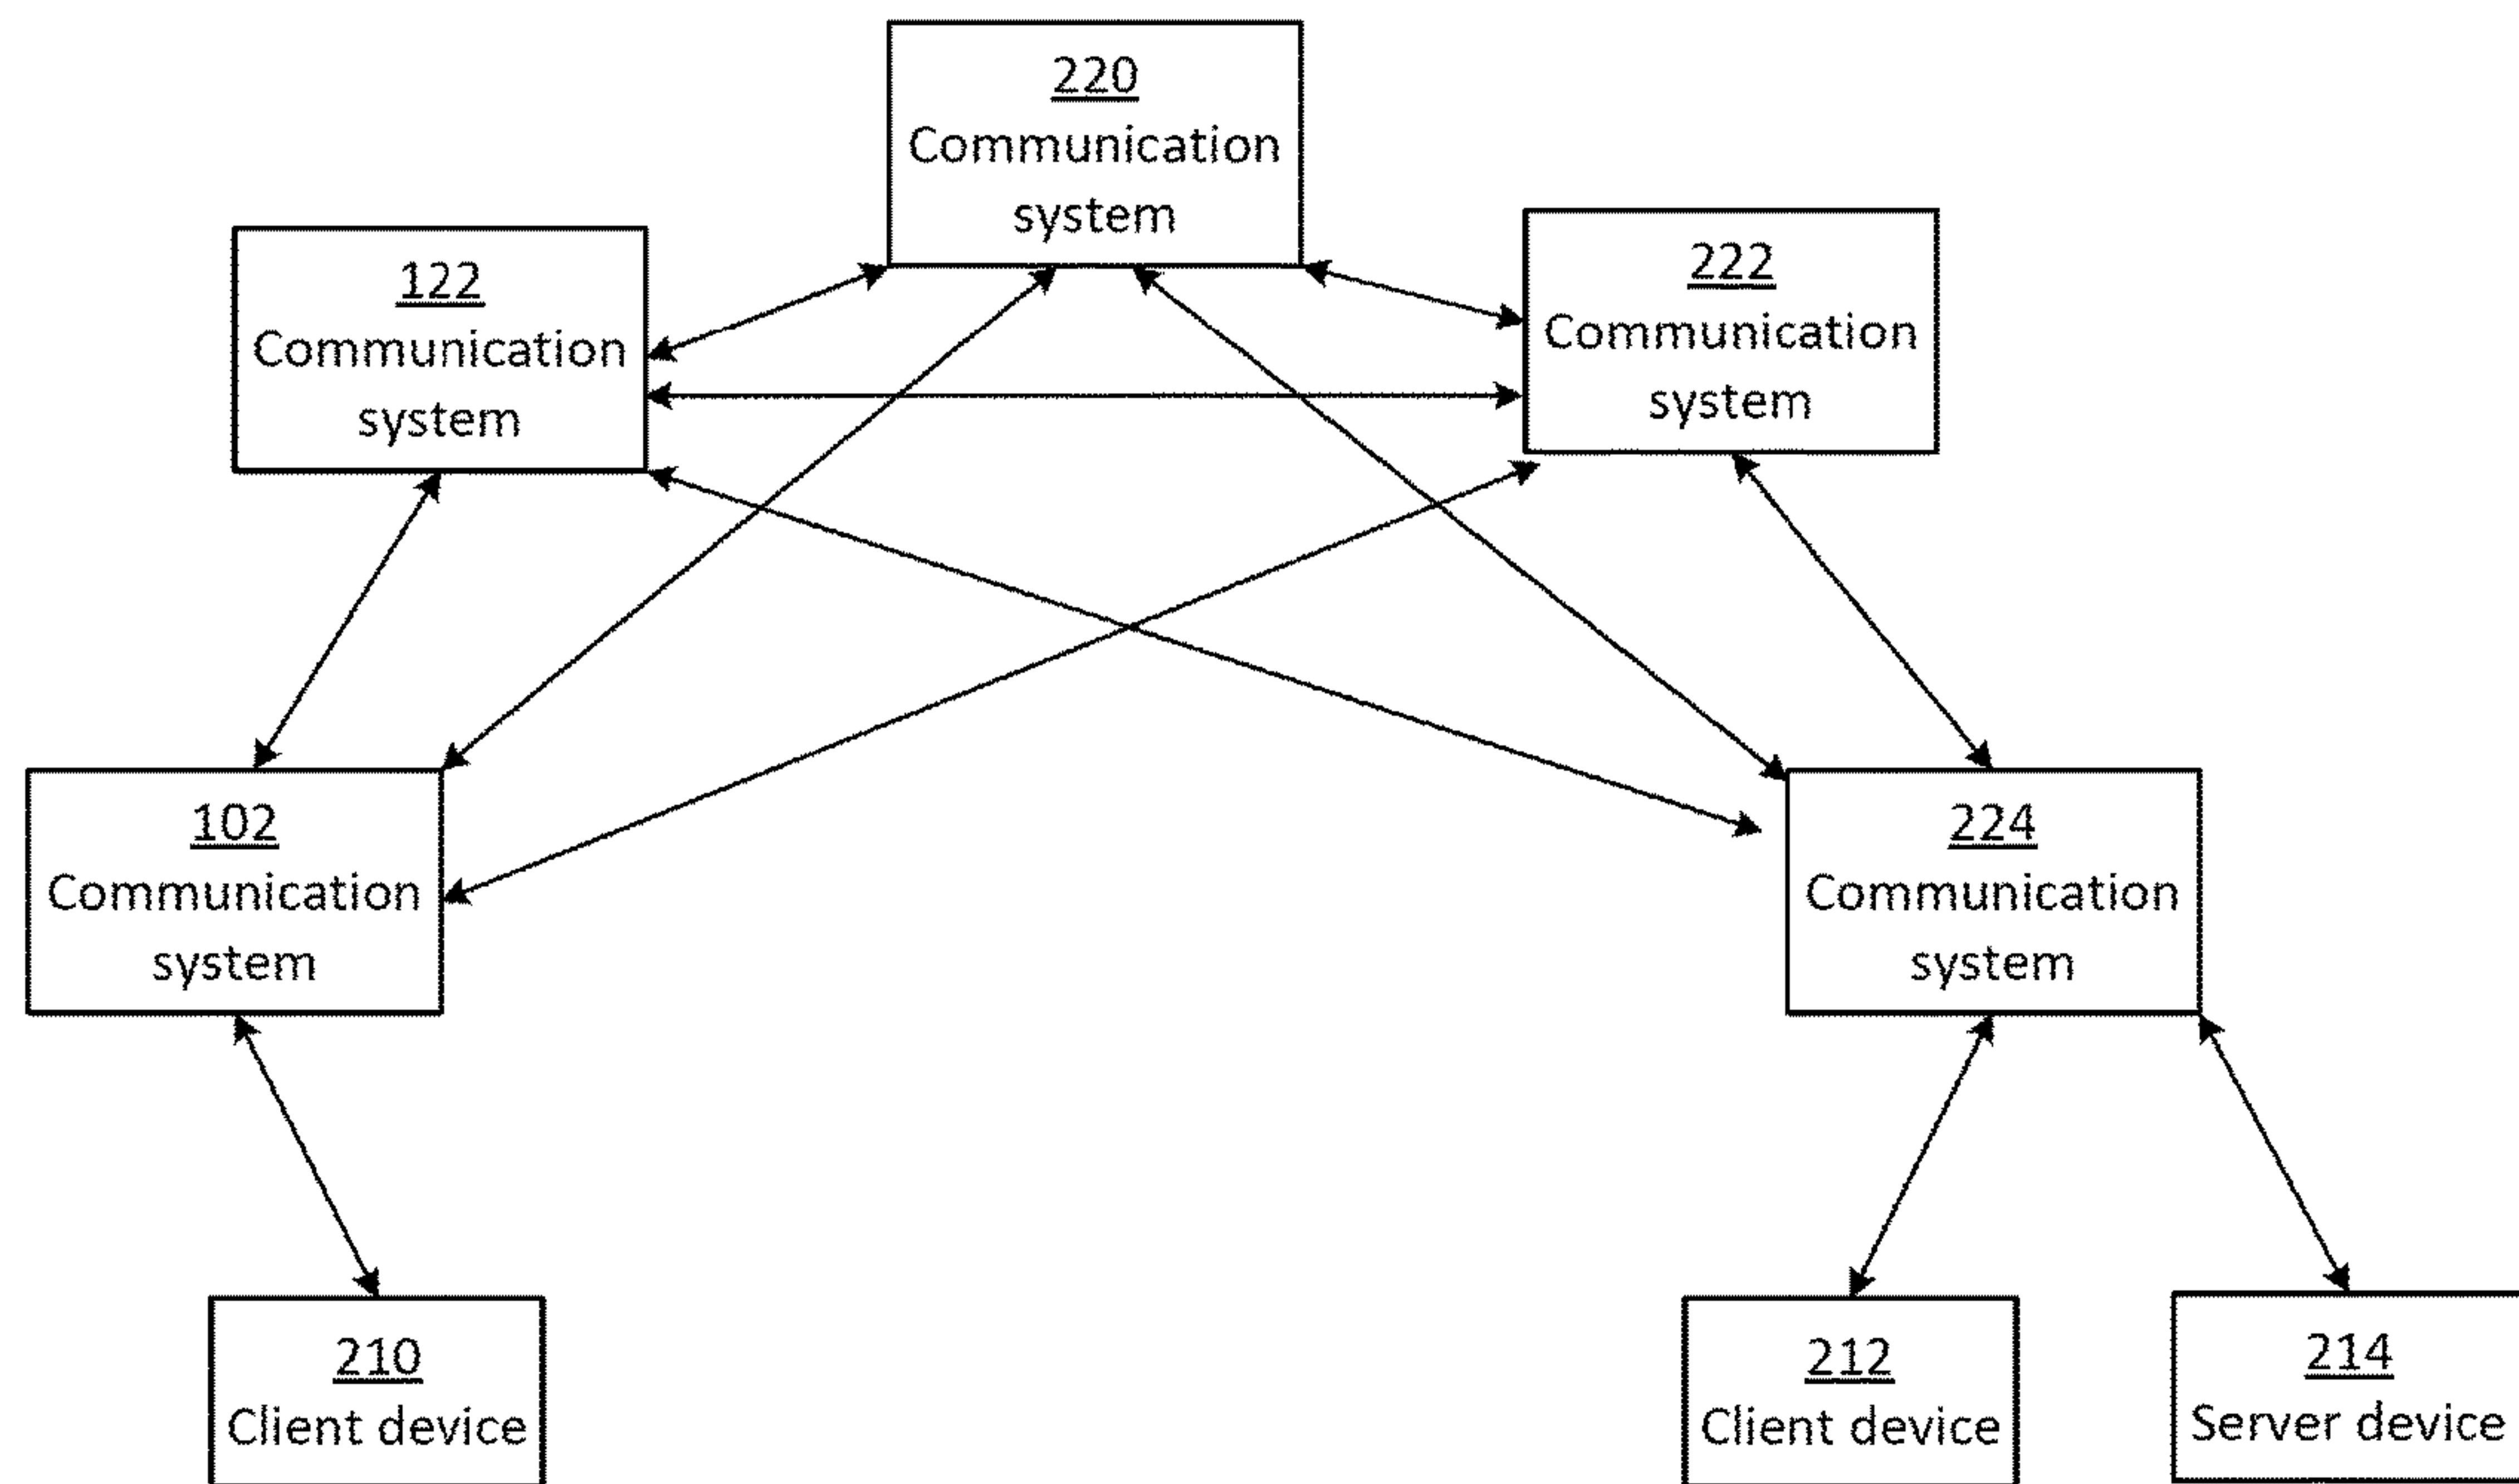 220
Communication
system
122
Communication
system
222
Communication
system
102
Communication
system
224
Communication
system
210
Client device
212
Client device
214
Server device